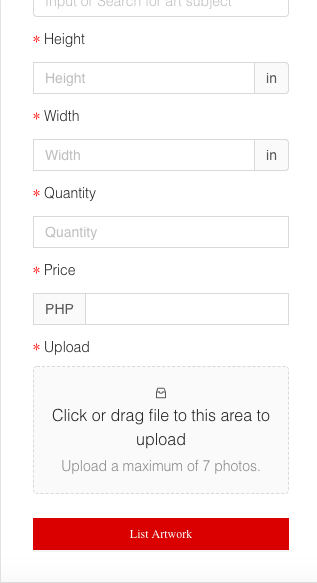 Input or Search for art subject
* Height
Height in
* Width
Width in
* Quantity
Quantity
* Price
PHP
* Upload
Click or drag file to this area to
upload
Upload a maximum of 7 photos.
List Artwork